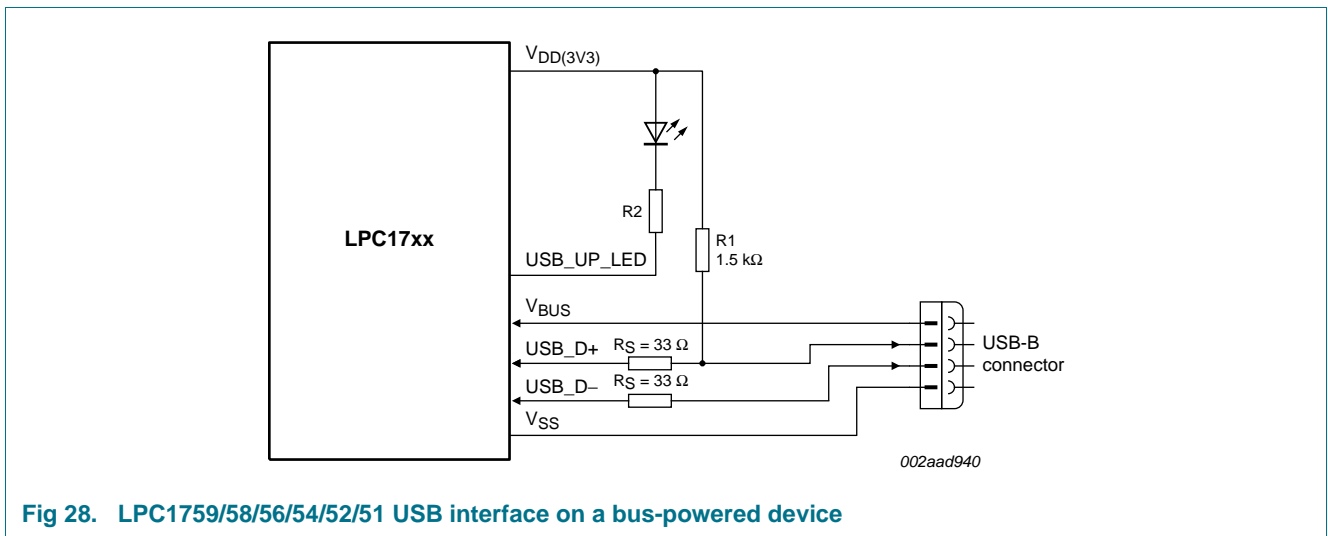 VDD(3V3)
R2
LPC17xx
R1
1.5 kΩ
USB_UP_LED
VBUS
USB_D+
RS = 33 Ω
USB-B
connector
USB_D−
RS = 33 Ω
VSS
002aad940
Fig 28. LPC1759/58/56/54/52/51 USB interface on a bus-powered device